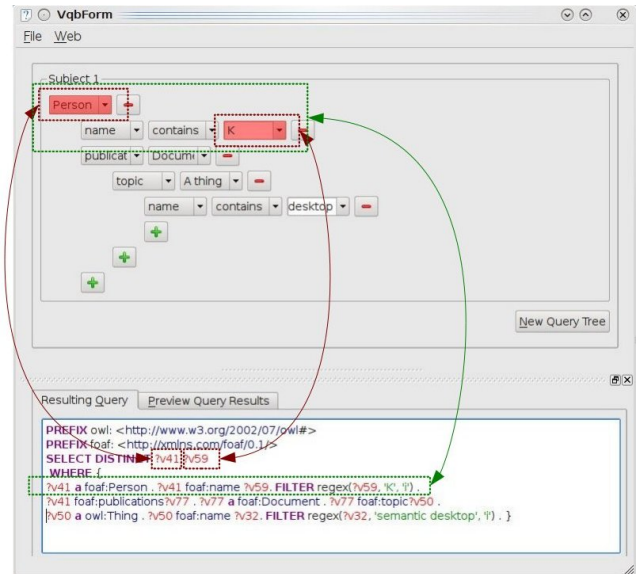 VqbForm
File Web
Subject 1
Person
name contains K
publicat Docume
topic A thing
name contains desktop
New Query Tree
Resulting Query Preview Query Results
PREFIX owl: <http://www.w3.org/2002/07/owl#>
PREFIX foaf: <http://xmlns.com/foaf/0.1/>
SELECT DISTINCT ?v41 ?v59
WHERE {
?v41 a foaf:Person . ?v59 foaf:name ?v59. FILTER regex(?v59, 'K', 'i') .
?v41 foaf:publications?v77 . ?v77 a foaf:Document . ?v77 foaf:topic?v50 .
?v50 a owl:Thing . ?v50 foaf:name ?v32. FILTER regex(?v32, 'semantic desktop', 'i') . }